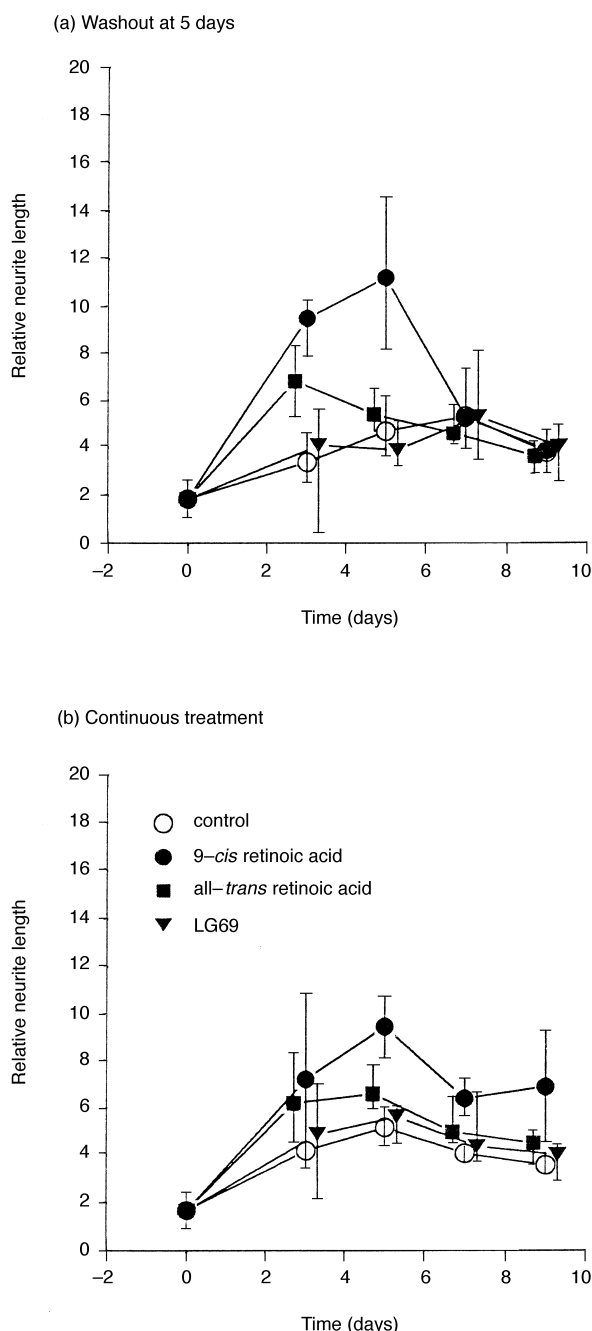 (a) Washout at 5 days
20
18
16
14
12
10
8
6
4
2
0
Relative neurite length
−2 0 2 4 6 8 10
Time (days)
(b) Continuous treatment
20
18
16
14
12
10
8
6
4
2
0
Relative neurite length
control
9–cis retinoic acid
all–trans retinoic acid
LG69
−2 0 2 4 6 8 10
Time (days)